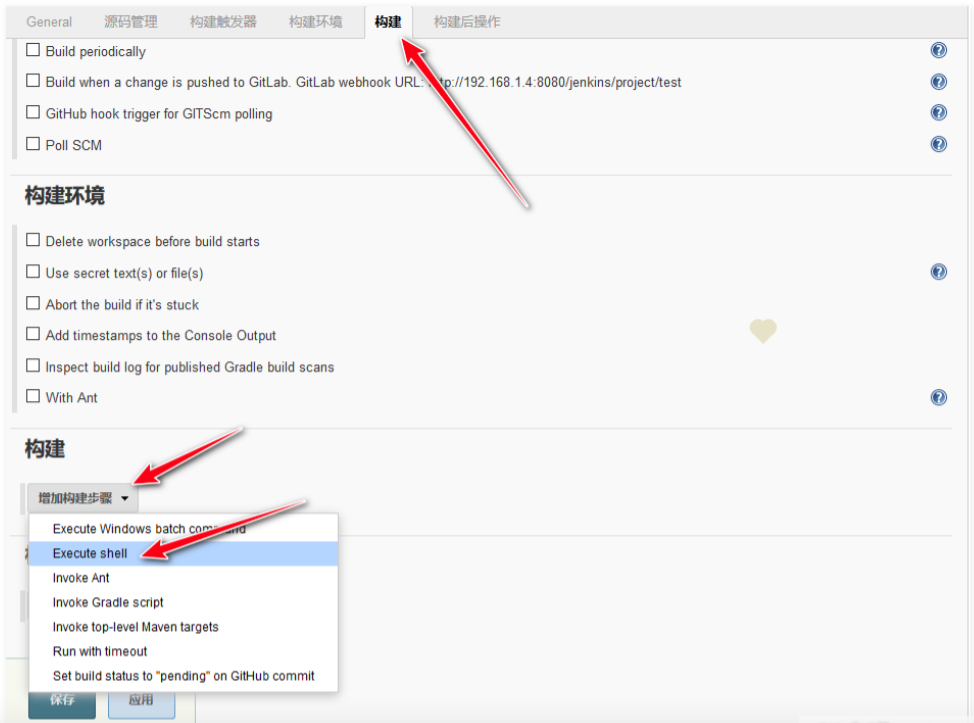 General 源码管理 构建触发器 构建环境 构建 构建后操作
Build periodically
Build when a change is pushed to GitLab. GitLab webhook URL: http://192.168.1.4:8080/jenkins/project/test
GitHub hook trigger for GITScm polling
Poll SCM
构建环境
Delete workspace before build starts
Use secret text(s) or file(s)
Abort the build if it's stuck
Add timestamps to the Console Output
Inspect build log for published Gradle build scans
With Ant
构建
增加构建步骤
Execute Windows batch command
Execute shell
Invoke Ant
Invoke Gradle script
Invoke top-level Maven targets
Run with timeout
Set build status to "pending" on GitHub commit
保存 应用